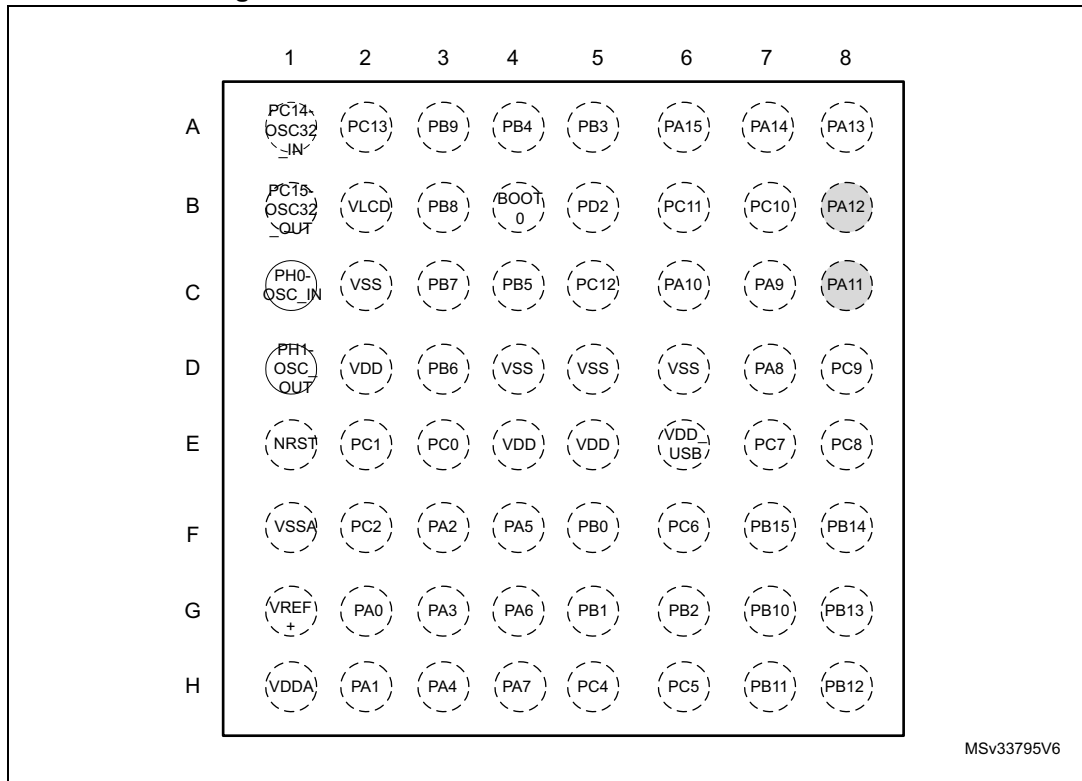 1 2 3 4 5 6 7 8
A PC14-OSC32_IN PC13 PB9 PB4 PB3 PA15 PA14 PA13
B PC15-OSC32_OUT VLCD PB8 BOOT0 PD2 PC11 PC10 PA12
C PH0-OSC_IN VSS PB7 PB5 PC12 PA10 PA9 PA11
D PH1-OSC_OUT VDD PB6 VSS VSS VSS PA8 PC9
E NRST PC1 PC0 VDD VDD VDD_USB PC7 PC8
F VSSA PC2 PA2 PA5 PB0 PC6 PB15 PB14
G VREF+ PA0 PA3 PA6 PB1 PB2 PB10 PB13
H VDDA PA1 PA4 PA7 PC4 PC5 PB11 PB12
MSv33795V6